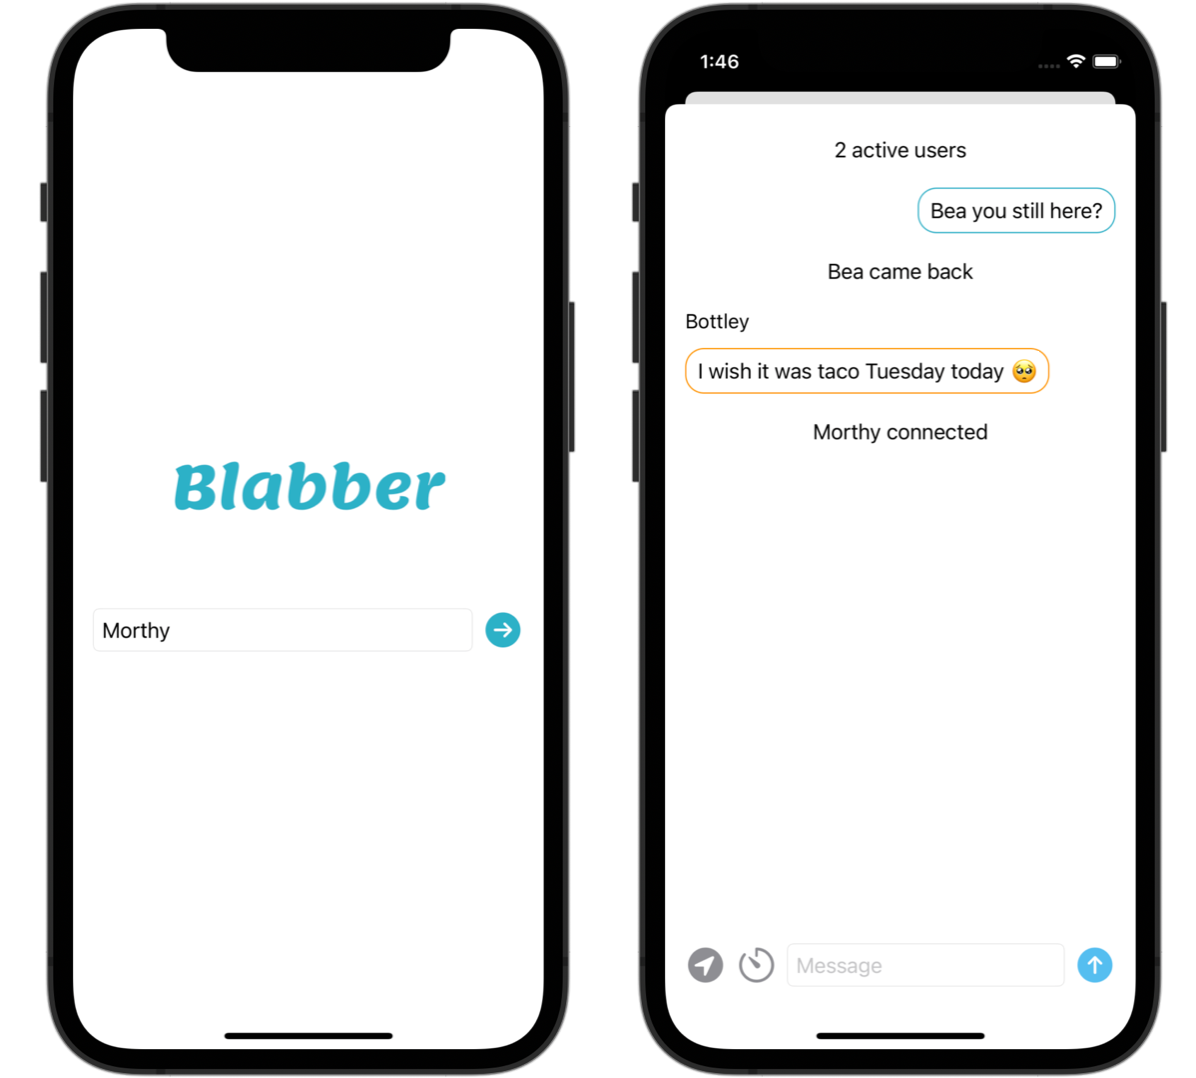 Blabber
Morthy
1:46
2 active users
Bea you still here?
Bea came back
Bottley
I wish it was taco Tuesday today 🥺
Morthy connected
Message